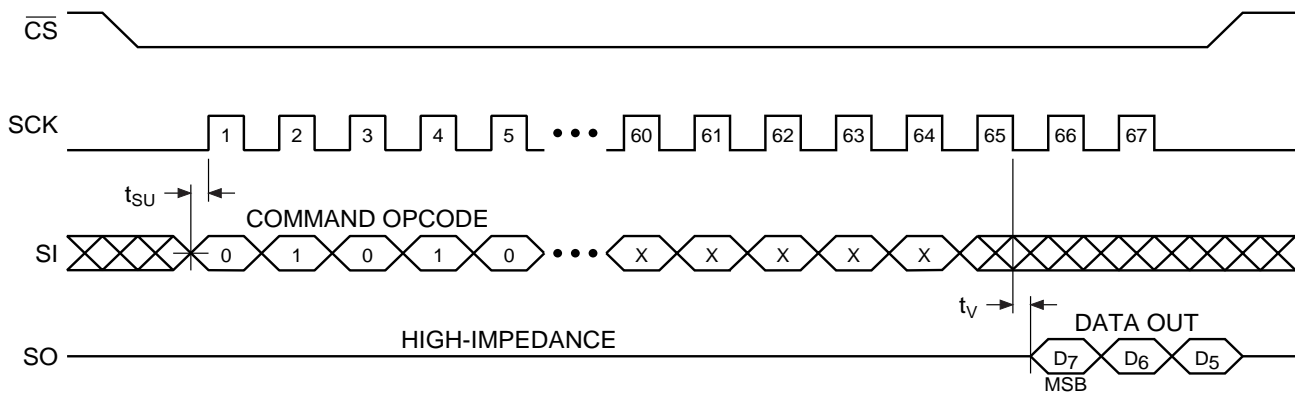 CS
SCK
1 2 3 4 5 ••• 60 61 62 63 64 65 66 67
tSU
COMMAND OPCODE
SI
0 1 0 1 0 ••• X X X X X
tV
DATA OUT
HIGH-IMPEDANCE
SO
D7 D6 D5
MSB